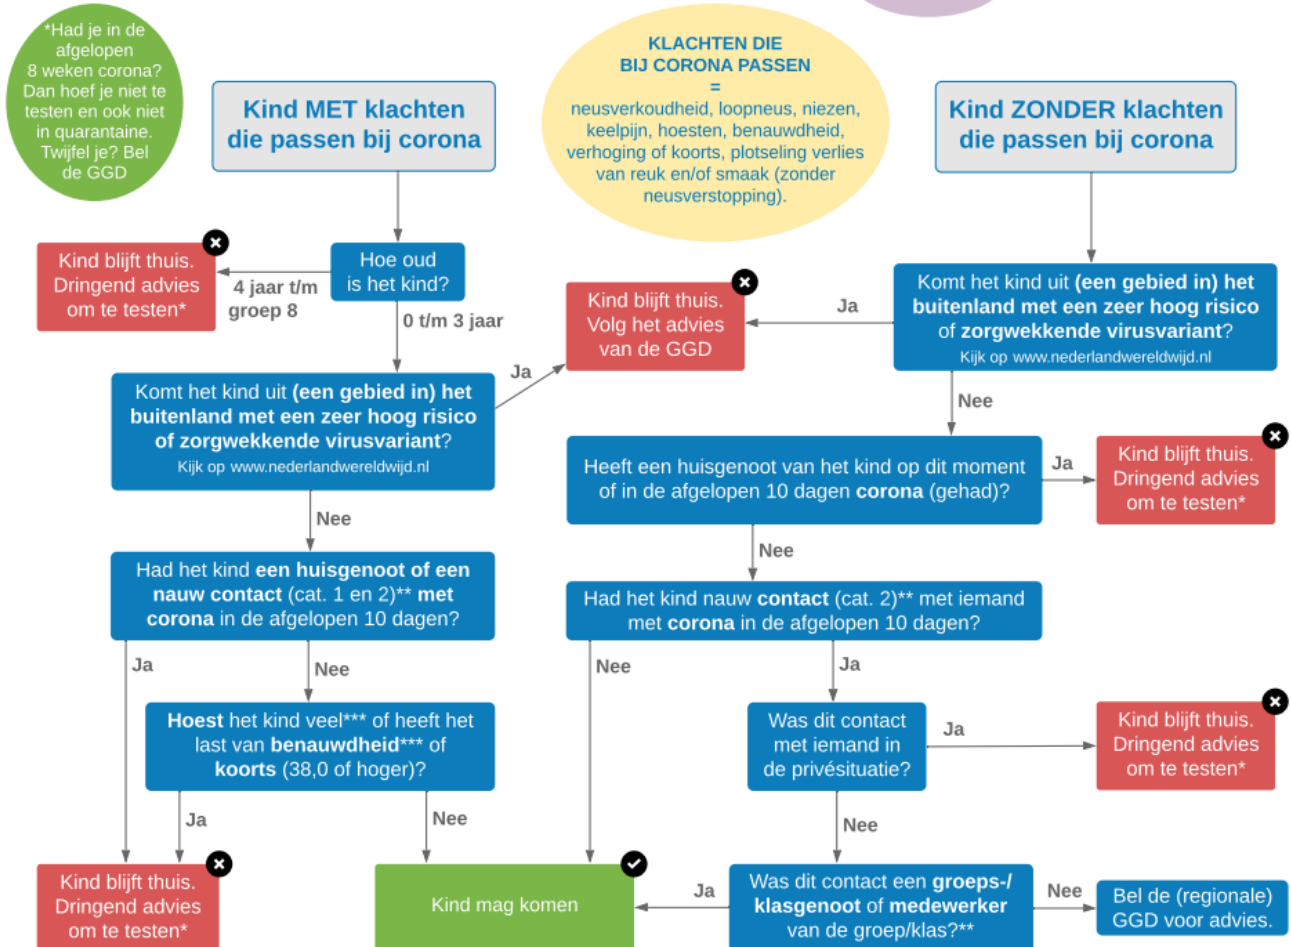 *Had je in de
afgelopen
8 weken corona?
Dan hoef je niet te
testen en ook niet
in quarantaine.
Twijfel je? Bel
de GGD
Kind MET klachten
die passen bij corona
KLACHTEN DIE
BIJ CORONA PASSEN
=
neusverkoudheid, loopneus, niezen,
keelpijn, hoesten, benauwdheid,
verhoging of koorts, plotseling verlies
van reuk en/of smaak (zonder
neusverstopping).
Kind ZONDER klachten
die passen bij corona
Kind blijft thuis.
Dringend advies
om te testen*
4 jaar t/m
groep 8
Hoe oud
is het kind?
0 t/m 3 jaar
Kind blijft thuis.
Volg het advies
van de GGD
Ja
Komt het kind uit (een gebied in) het
buitenland met een zeer hoog risico
of zorgwekkende virusvariant?
Kijk op www.nederlandwereldwijd.nl
Ja
Komt het kind uit (een gebied in) het
buitenland met een zeer hoog risico
of zorgwekkende virusvariant?
Kijk op www.nederlandwereldwijd.nl
Nee
Heeft een huisgenoot van het kind op dit moment
of in de afgelopen 10 dagen corona (gehad)?
Ja
Kind blijft thuis.
Dringend advies
om te testen*
Nee
Nee
Had het kind een huisgenoot of een
nauw contact (cat. 1 en 2)** met
corona in de afgelopen 10 dagen?
Had het kind nauw contact (cat. 2)** met iemand
met corona in de afgelopen 10 dagen?
Ja
Nee
Nee
Ja
Hoest het kind veel*** of heeft het
last van benauwdheid*** of
koorts (38,0 of hoger)?
Was dit contact
met iemand in
de privésituatie?
Ja
Kind blijft thuis.
Dringend advies
om te testen*
Ja
Nee
Nee
Kind blijft thuis.
Dringend advies
om te testen*
Kind mag komen
Ja
Was dit contact een groeps-/
klasgenoot of medewerker
van de groep/klas?**
Nee
Bel de (regionale)
GGD voor advies.